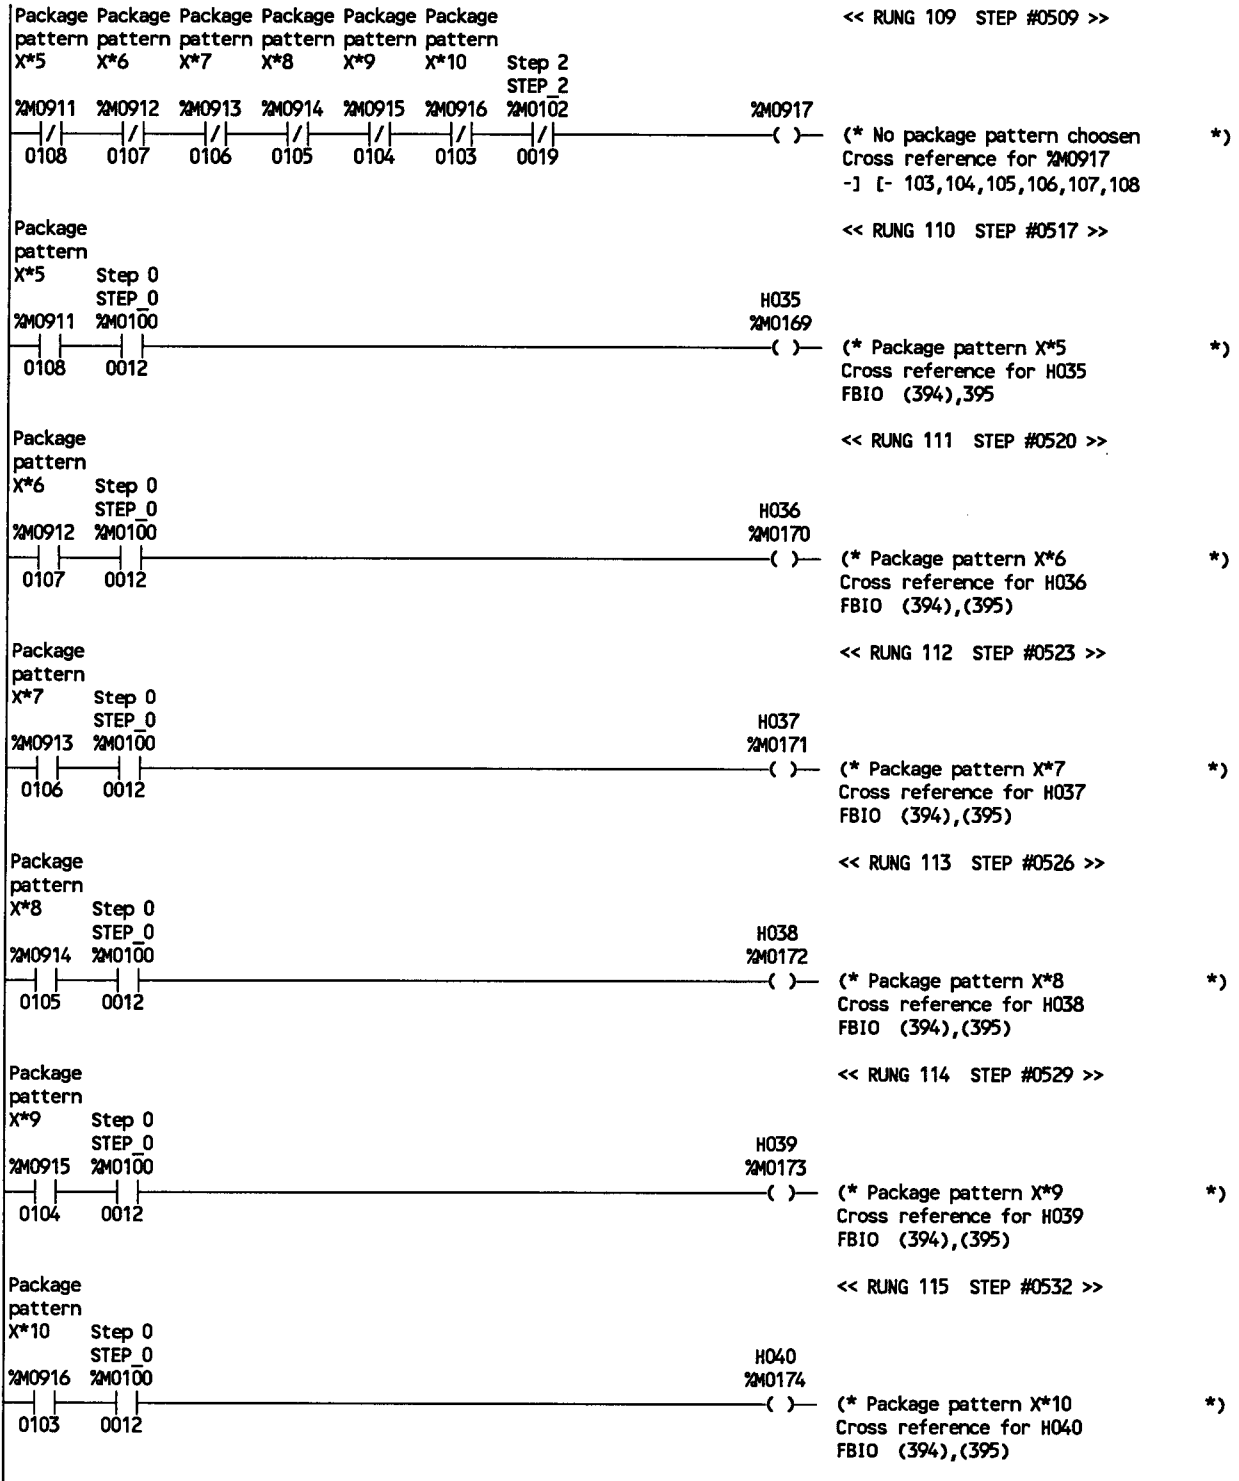 Package Package Package Package Package Package << RUNG 109 STEP #0509 >>
pattern pattern pattern pattern pattern pattern
X*5 X*6 X*7 X*8 X*9 X*10 Step 2
STEP_2
%M0911 %M0912 %M0913 %M0914 %M0915 %M0916 %M0102 %M0917
(* No package pattern choosen *)
0108 0107 0106 0105 0104 0103 0019 Cross reference for %M0917
-] [- 103,104,105,106,107,108
Package << RUNG 110 STEP #0517 >>
pattern
X*5 Step 0
STEP_0 H035
%M0911 %M0100 %M0169
( ) (* Package pattern X*5 *)
0108 0012 Cross reference for H035
FBIO (394),395
Package << RUNG 111 STEP #0520 >>
pattern
X*6 Step 0
STEP_0 H036
%M0912 %M0100 %M0170
( ) (* Package pattern X*6 *)
0107 0012 Cross reference for H036
FBIO (394),(395)
Package << RUNG 112 STEP #0523 >>
pattern
X*7 Step 0
STEP_0 H037
%M0913 %M0100 %M0171
( ) (* Package pattern X*7 *)
0106 0012 Cross reference for H037
FBIO (394),(395)
Package << RUNG 113 STEP #0526 >>
pattern
X*8 Step 0
STEP_0 H038
%M0914 %M0100 %M0172
( ) (* Package pattern X*8 *)
0105 0012 Cross reference for H038
FBIO (394),(395)
Package << RUNG 114 STEP #0529 >>
pattern
X*9 Step 0
STEP_0 H039
%M0915 %M0100 %M0173
( ) (* Package pattern X*9 *)
0104 0012 Cross reference for H039
FBIO (394),(395)
Package << RUNG 115 STEP #0532 >>
pattern
X*10 Step 0
STEP_0 H040
%M0916 %M0100 %M0174
( ) (* Package pattern X*10 *)
0103 0012 Cross reference for H040
FBIO (394),(395)